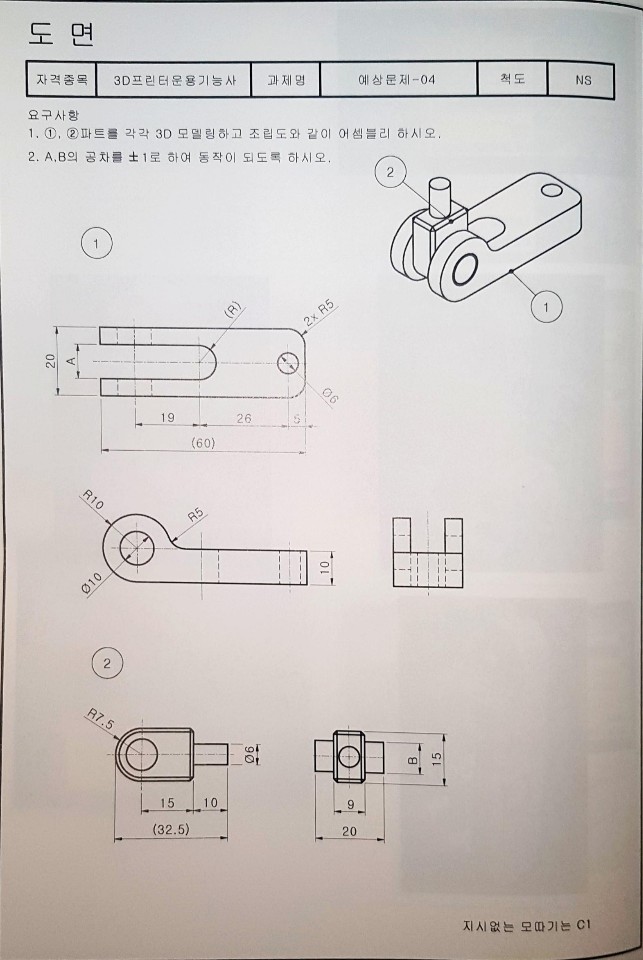 도 면
자격종목 3D프린터운용기능사 과제명 예상문제-04 척도 NS
요구사항
1. ①, ②파트를 각각 3D 모델링하고 조립도와 같이 어셈블리 하시오.
2. A,B의 공차를 ±1로 하여 동작이 되도록 하시오.
2
1
1
(R)
2x R5
20
A
Ø6
19
26
5
(60)
R10
R5
Ø10
10
2
R7.5
Ø6
15
10
(32.5)
B
15
9
20
지시없는 모따기는 C1